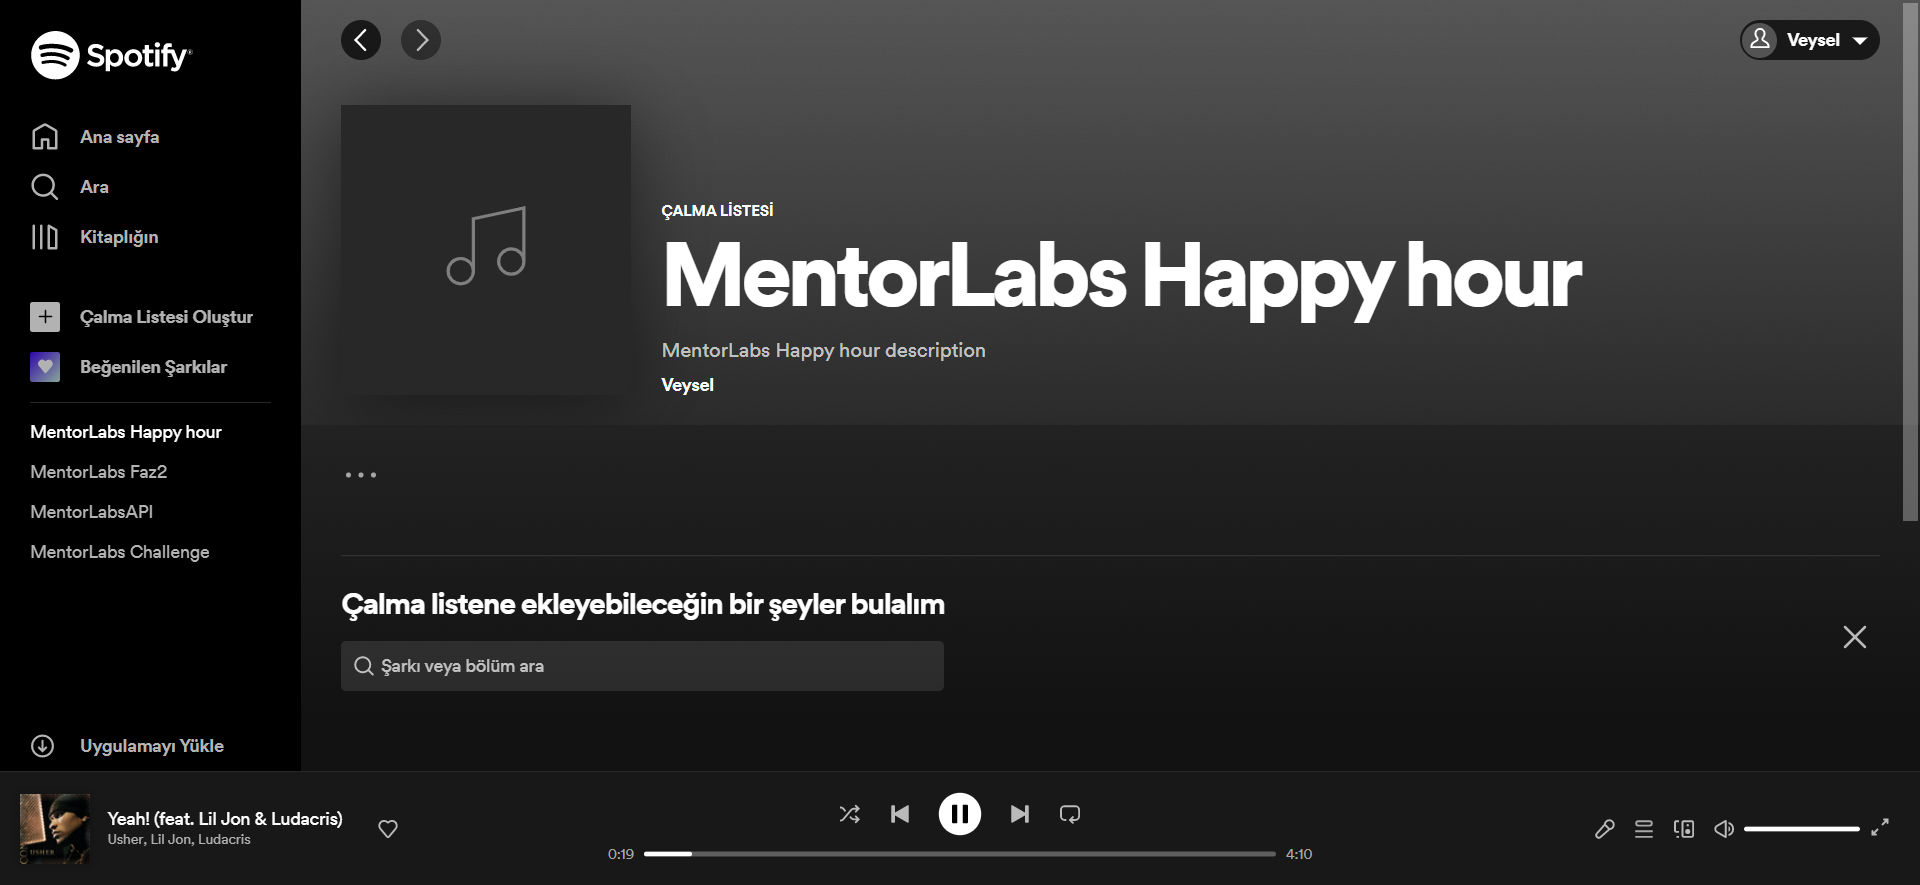 Spotify
Ana sayfa
Ara
Kitaplığın
Çalma Listesi Oluştur
Beğenilen Şarkılar
MentorLabs Happy hour
MentorLabs Faz2
MentorLabsAPI
MentorLabs Challenge
Uygulamayı Yükle
Veysel
ÇALMA LİSTESİ
MentorLabs Happy hour
MentorLabs Happy hour description
Veysel
Çalma listene ekleyebileceğin bir şeyler bulalım
Şarkı veya bölüm ara
USHER
Yeah! (feat. Lil Jon & Ludacris)
Usher, Lil Jon, Ludacris
0:19
4:10